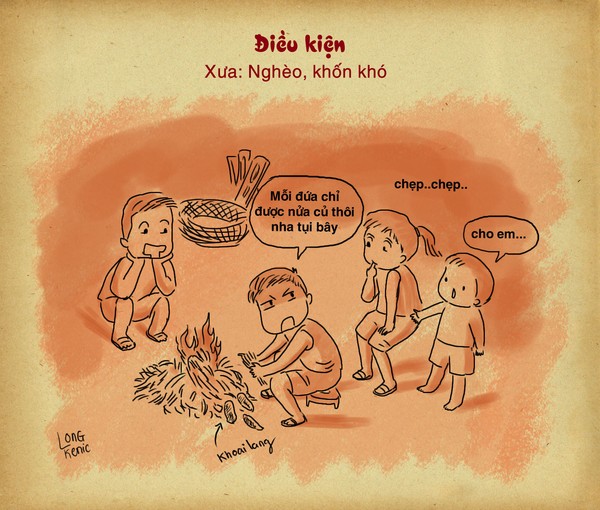 Điều kiện
Xưa: Nghèo, khốn khó
Mỗi đứa chỉ
được nửa củ thôi
nha tụi bây
chẹp..chẹp..
cho em...
Khoai lang
LONG
KENIC